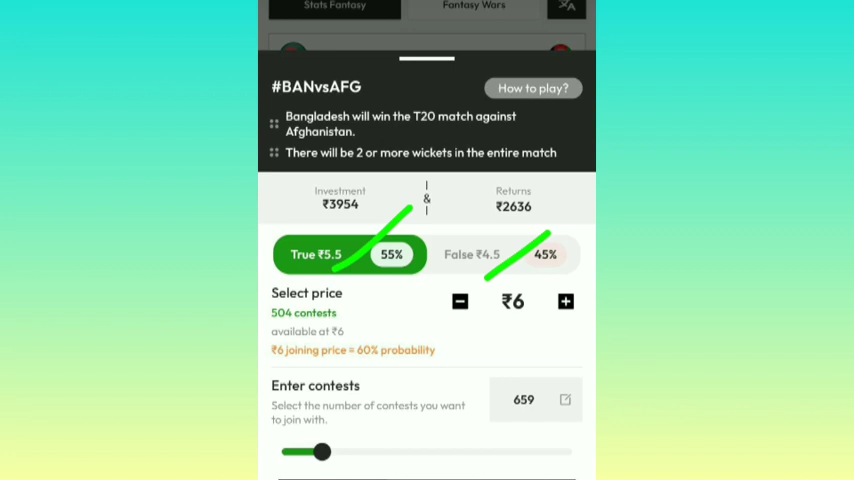 Stats Fantasy
Fantasy Wars
#BANvsAFG
How to play?
Bangladesh will win the T20 match against
Afghanistan.
There will be 2 or more wickets in the entire match
Investment
&
Returns
₹3954
₹2636
True ₹5.5
55%
False ₹4.5
45%
Select price
504 contests
available at ₹6
₹6 joining price = 60% probability
₹6
Enter contests
Select the number of contests you want
to join with.
659